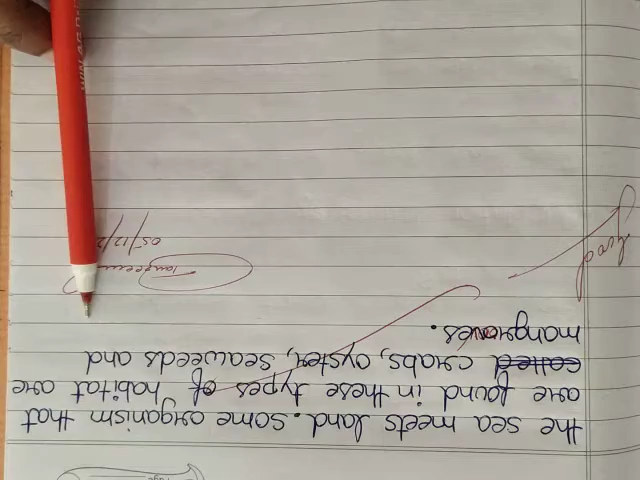 the sea meets land. Some organism that
are found in these types of habitat are
called crabs, oyster, seaweeds and
mangroves.
Good
05/12/2
Page